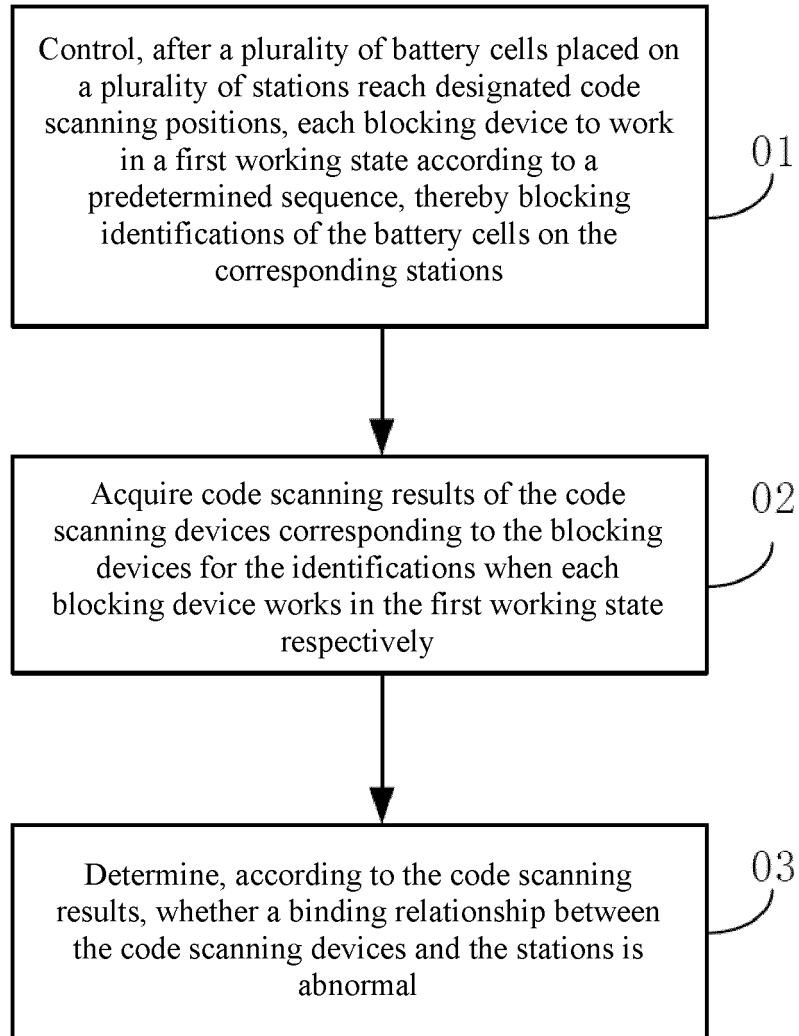 Control, after a plurality of battery cells placed on
a plurality of stations reach designated code
scanning positions, each blocking device to work
in a first working state according to a
predetermined sequence, thereby blocking
identifications of the battery cells on the
corresponding stations
01
Acquire code scanning results of the code
scanning devices corresponding to the blocking
devices for the identifications when each
blocking device works in the first working state
respectively
02
Determine, according to the code scanning
results, whether a binding relationship between
the code scanning devices and the stations is
abnormal
03